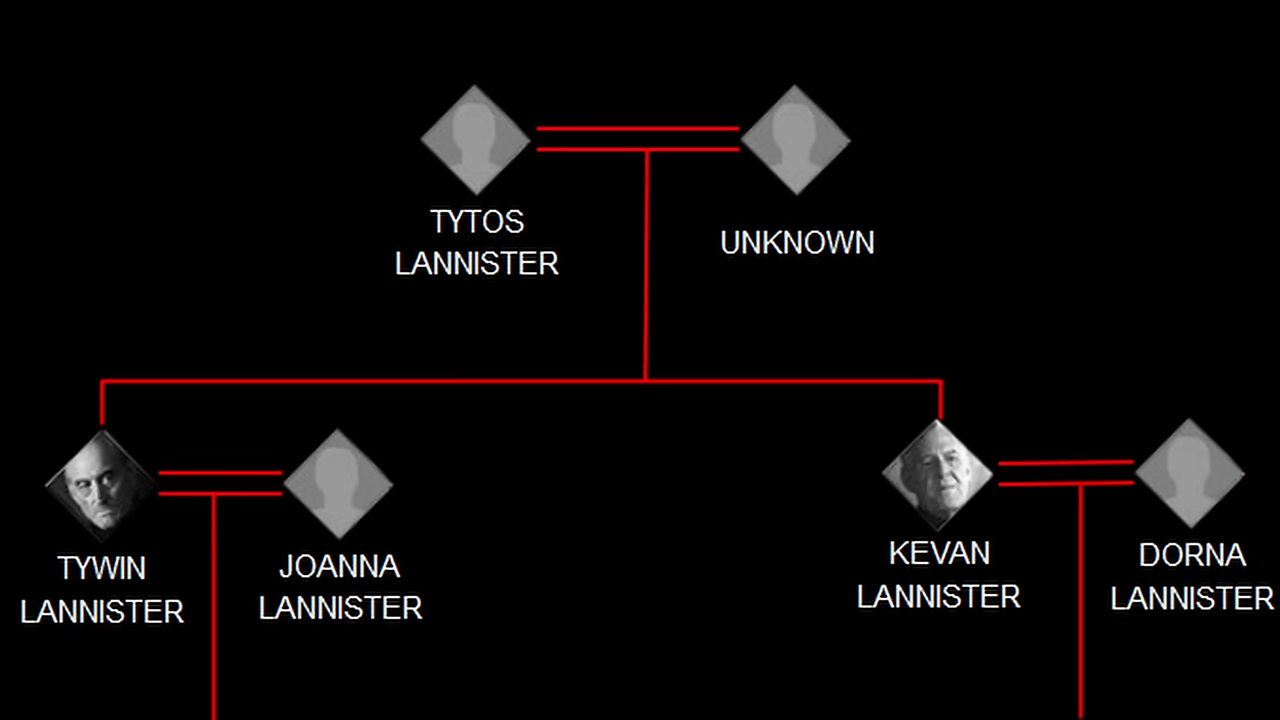 TYTOS
LANNISTER
UNKNOWN
TYWIN
LANNISTER
JOANNA
LANNISTER
KEVAN
LANNISTER
DORNA
LANNISTER